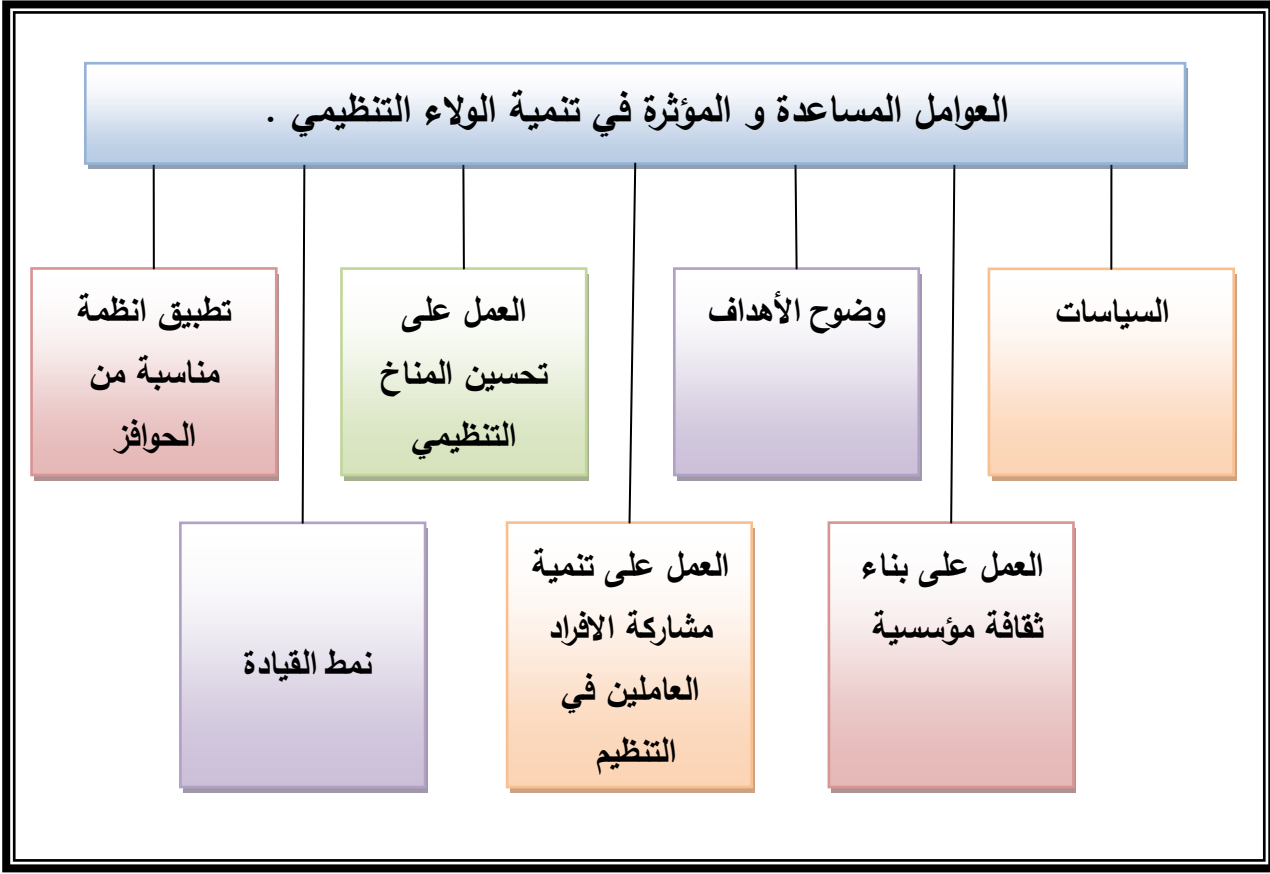 العوامل المساعدة و المؤثرة في تنمية الولاء التنظيمي .
السياسات
وضوح الأهداف
العمل على
تحسين المناخ
التنظيمي
تطبيق انظمة
مناسبة من
الحوافز
العمل على بناء
ثقافة مؤسسية
العمل على تنمية
مشاركة الافراد
العاملين في
التنظيم
نمط القيادة